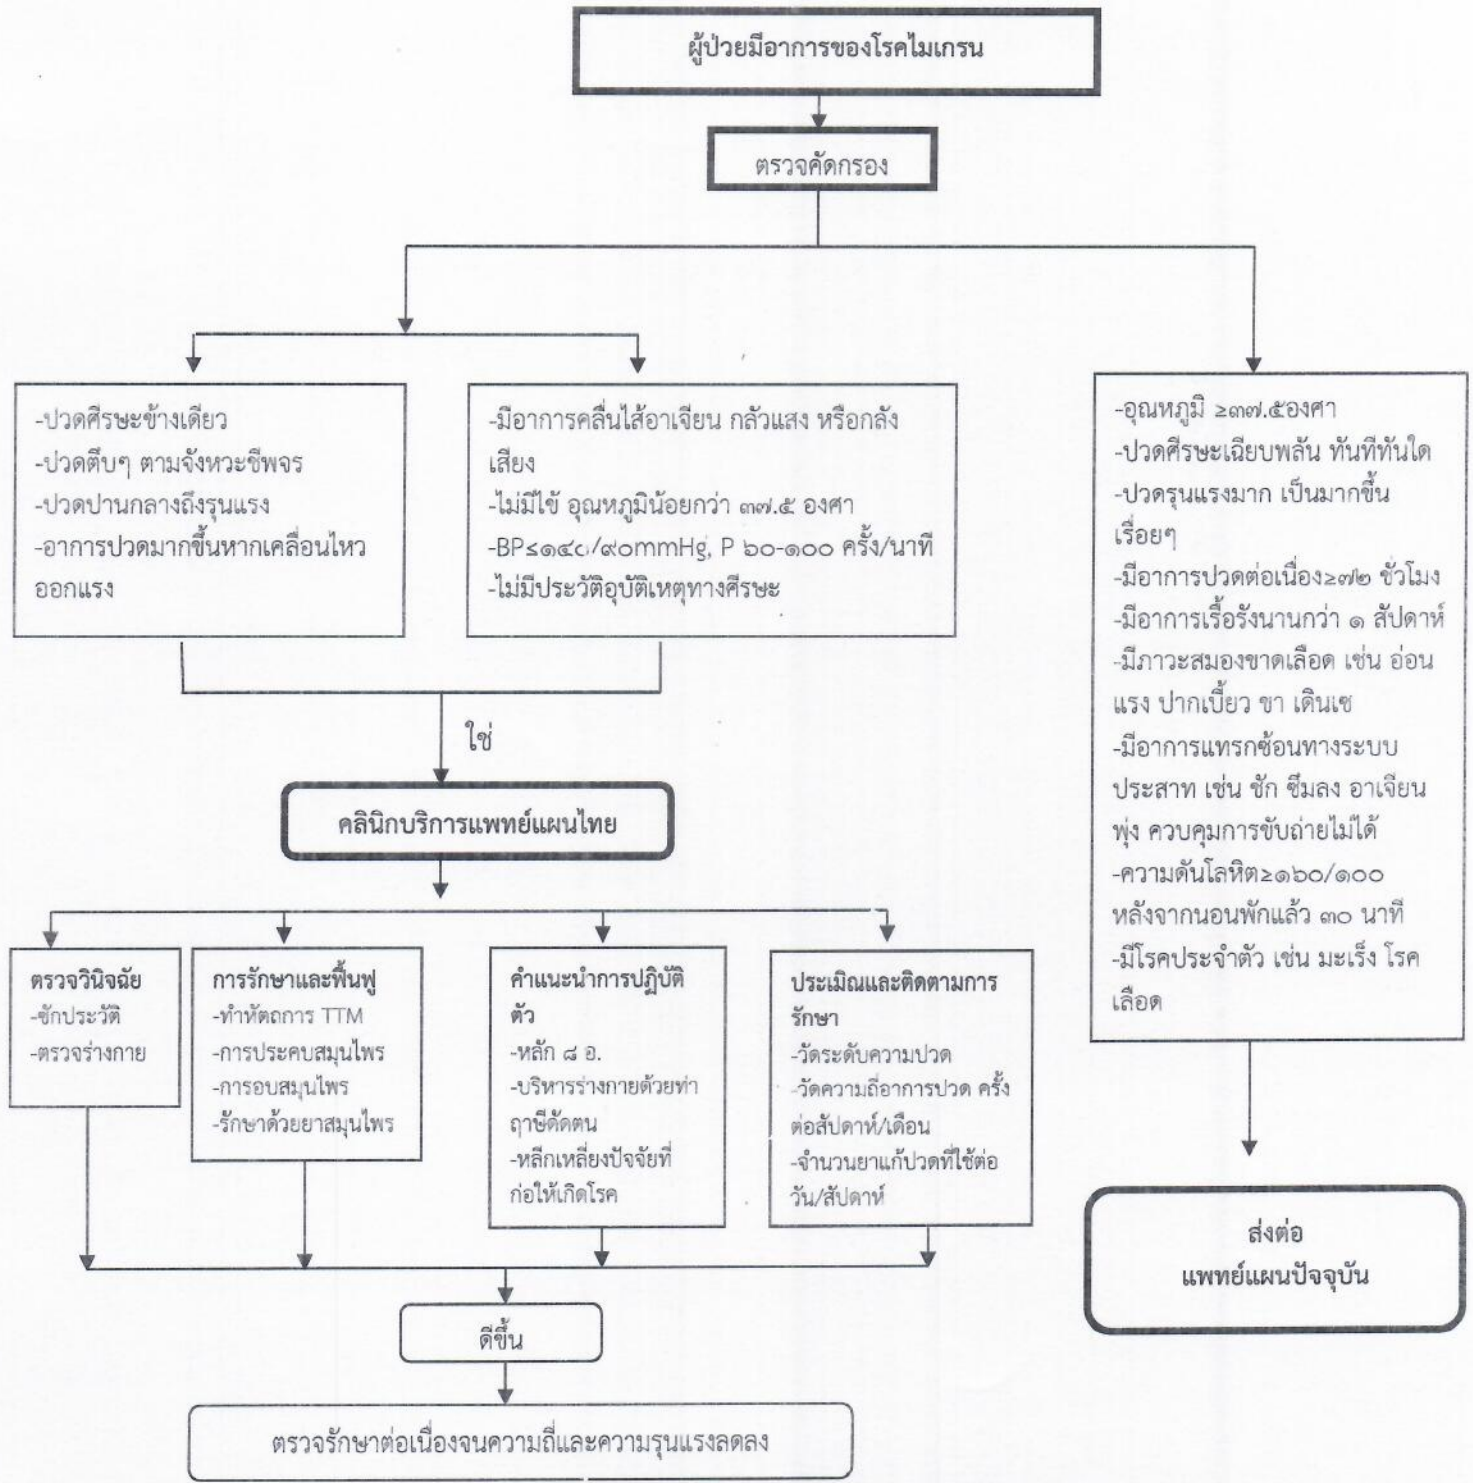 ผู้ป่วยมีอาการของโรคไมเกรน
ตรวจคัดกรอง
-ปวดศีรษะข้างเดียว
-ปวดตึบๆ ตามจังหวะชีพจร
-ปวดปานกลางถึงรุนแรง
-อาการปวดมากขึ้นหากเคลื่อนไหว
ออกแรง
-มีอาการคลื่นไส้อาเจียน กลัวแสง หรือกลัง
เสียง
-ไม่มีไข้ อุณหภูมิน้อยกว่า ๓๗.๕ องศา
-BP≤๑๔๐/๙๐mmHg, P ๖๐-๑๐๐ ครั้ง/นาที
-ไม่มีประวัติอุบัติเหตุทางศีรษะ
-อุณหภูมิ ≥๓๗.๕องศา
-ปวดศีรษะเฉียบพลัน ทันทีทันใด
-ปวดรุนแรงมาก เป็นมากขึ้น
เรื่อยๆ
-มีอาการปวดต่อเนื่อง≥๗๒ ชั่วโมง
-มีอาการเรื้อรังนานกว่า ๑ สัปดาห์
-มีภาวะสมองขาดเลือด เช่น อ่อน
แรง ปากเบี้ยว ขา เดินเซ
-มีอาการแทรกซ้อนทางระบบ
ประสาท เช่น ชัก ซึมลง อาเจียน
พุ่ง ควบคุมการขับถ่ายไม่ได้
-ความดันโลหิต≥๑๖๐/๑๐๐
หลังจากนอนพักแล้ว ๓๐ นาที
-มีโรคประจำตัว เช่น มะเร็ง โรค
เลือด
ใช่
คลินิกบริการแพทย์แผนไทย
ตรวจวินิจฉัย
-ซักประวัติ
-ตรวจร่างกาย
การรักษาและฟื้นฟู
-ทำหัตถการ TTM
-การประคบสมุนไพร
-การอบสมุนไพร
-รักษาด้วยยาสมุนไพร
คำแนะนำการปฏิบัติ
ตัว
-หลัก ๘ อ.
-บริหารร่างกายด้วยท่า
ฤาษีดัดตน
-หลีกเหลี่ยงปัจจัยที่
ก่อให้เกิดโรค
ประเมิณและติดตามการ
รักษา
-วัดระดับความปวด
-วัดความถี่อาการปวด ครั้ง
ต่อสัปดาห์/เดือน
-จำนวนยาแก้ปวดที่ใช้ต่อ
วัน/สัปดาห์
ส่งต่อ
แพทย์แผนปัจจุบัน
ดีขึ้น
ตรวจรักษาต่อเนื่องจนความถี่และความรุนแรงลดลง